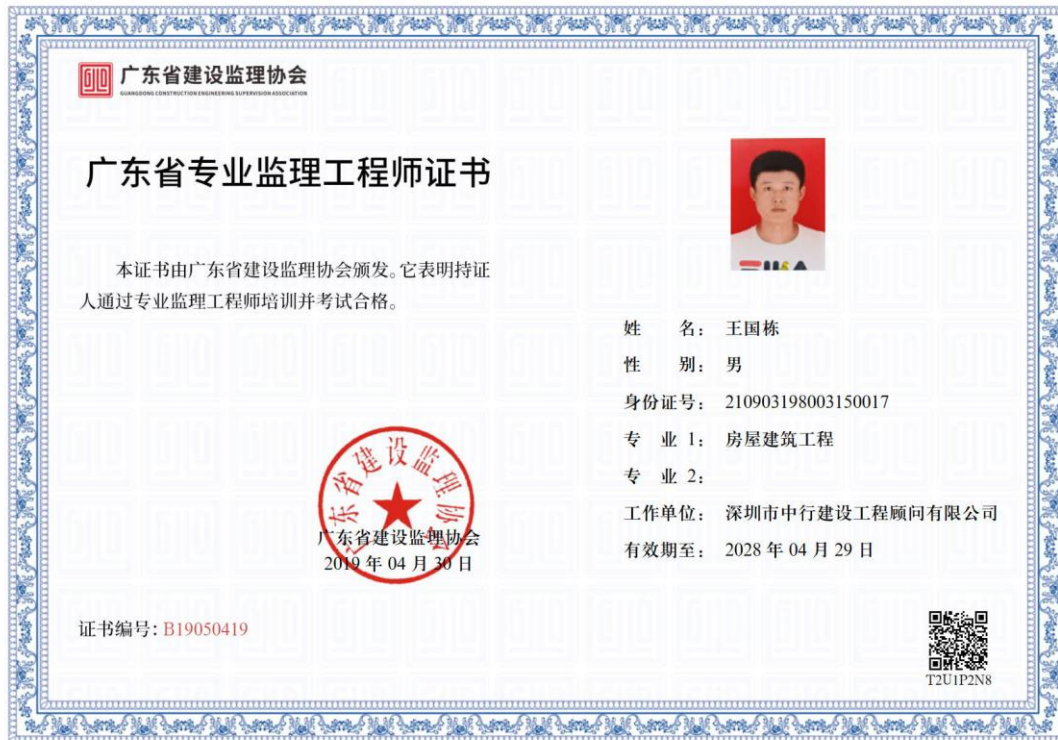 广东省建设监理协会
GUANGDONG CONSTRUCTION ENGINEERING SUPERVISION ASSOCIATION
广东省专业监理工程师证书
本证书由广东省建设监理协会颁发。它表明持证
人通过专业监理工程师培训并考试合格。
姓 名： 王国栋
性 别： 男
身份证号： 210903198003150017
专 业 1： 房屋建筑工程
专 业 2：
工作单位： 深圳市中行建设工程顾问有限公司
有效期至： 2028 年 04 月 29 日
广东省建设监理协会
广东省建设监理协会
2019 年 04 月 30 日
证书编号: B19050419
T2U1P2N8